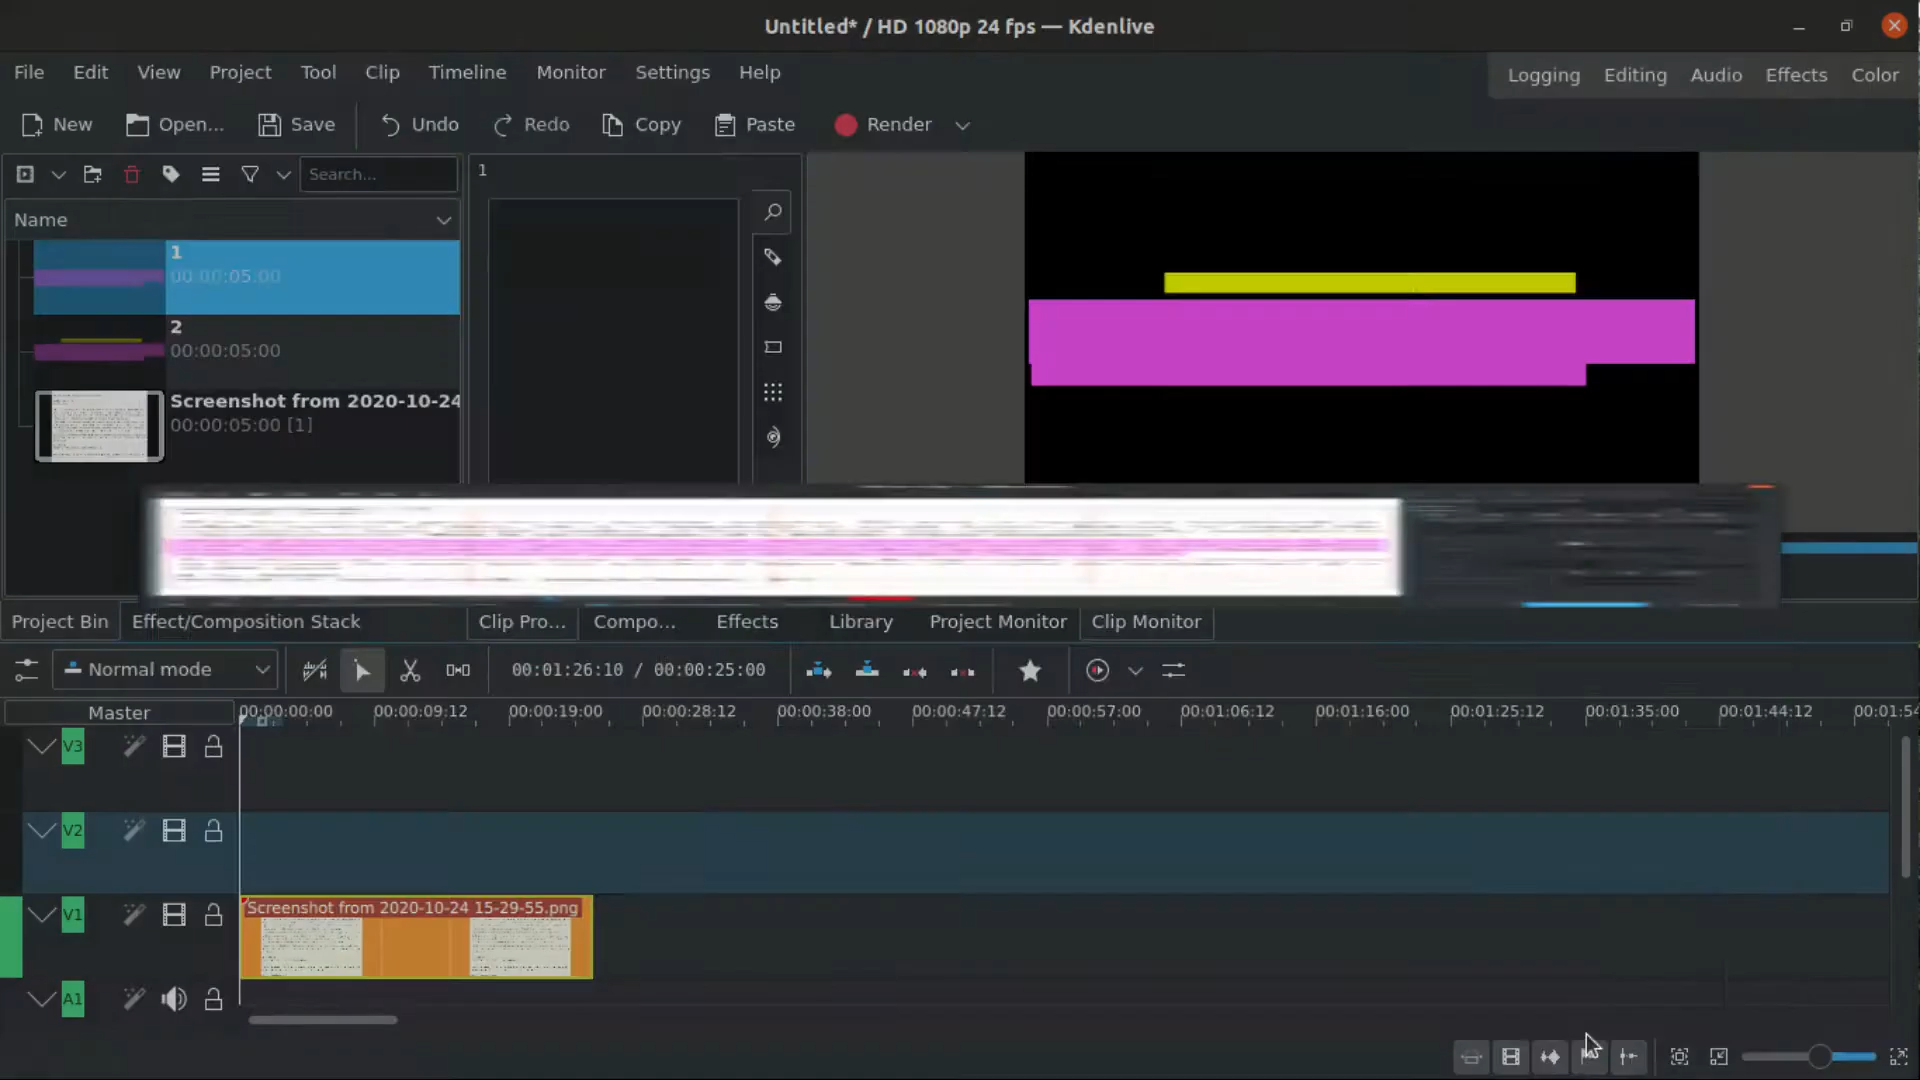 Untitled* / HD 1080p 24 fps — Kdenlive
File Edit View Project Tool Clip Timeline Monitor Settings Help
Logging Editing Audio Effects Color
New Open... Save Undo Redo Copy Paste Render
Search...
1
Name
1
00:00:05:00
2
00:00:05:00
Screenshot from 2020-10-24
00:00:05:00 [1]
Project Bin Effect/Composition Stack Clip Pro... Compo... Effects Library Project Monitor Clip Monitor
Normal mode 00:01:26:10 / 00:00:25:00
Master 00:00:00:00 00:00:09:12 00:00:19:00 00:00:28:12 00:00:38:00 00:00:47:12 00:00:57:00 00:01:06:12 00:01:16:00 00:01:25:12 00:01:35:00 00:01:44:12 00:01:54
V3
V2
V1
Screenshot from 2020-10-24 15-29-55.png
A1